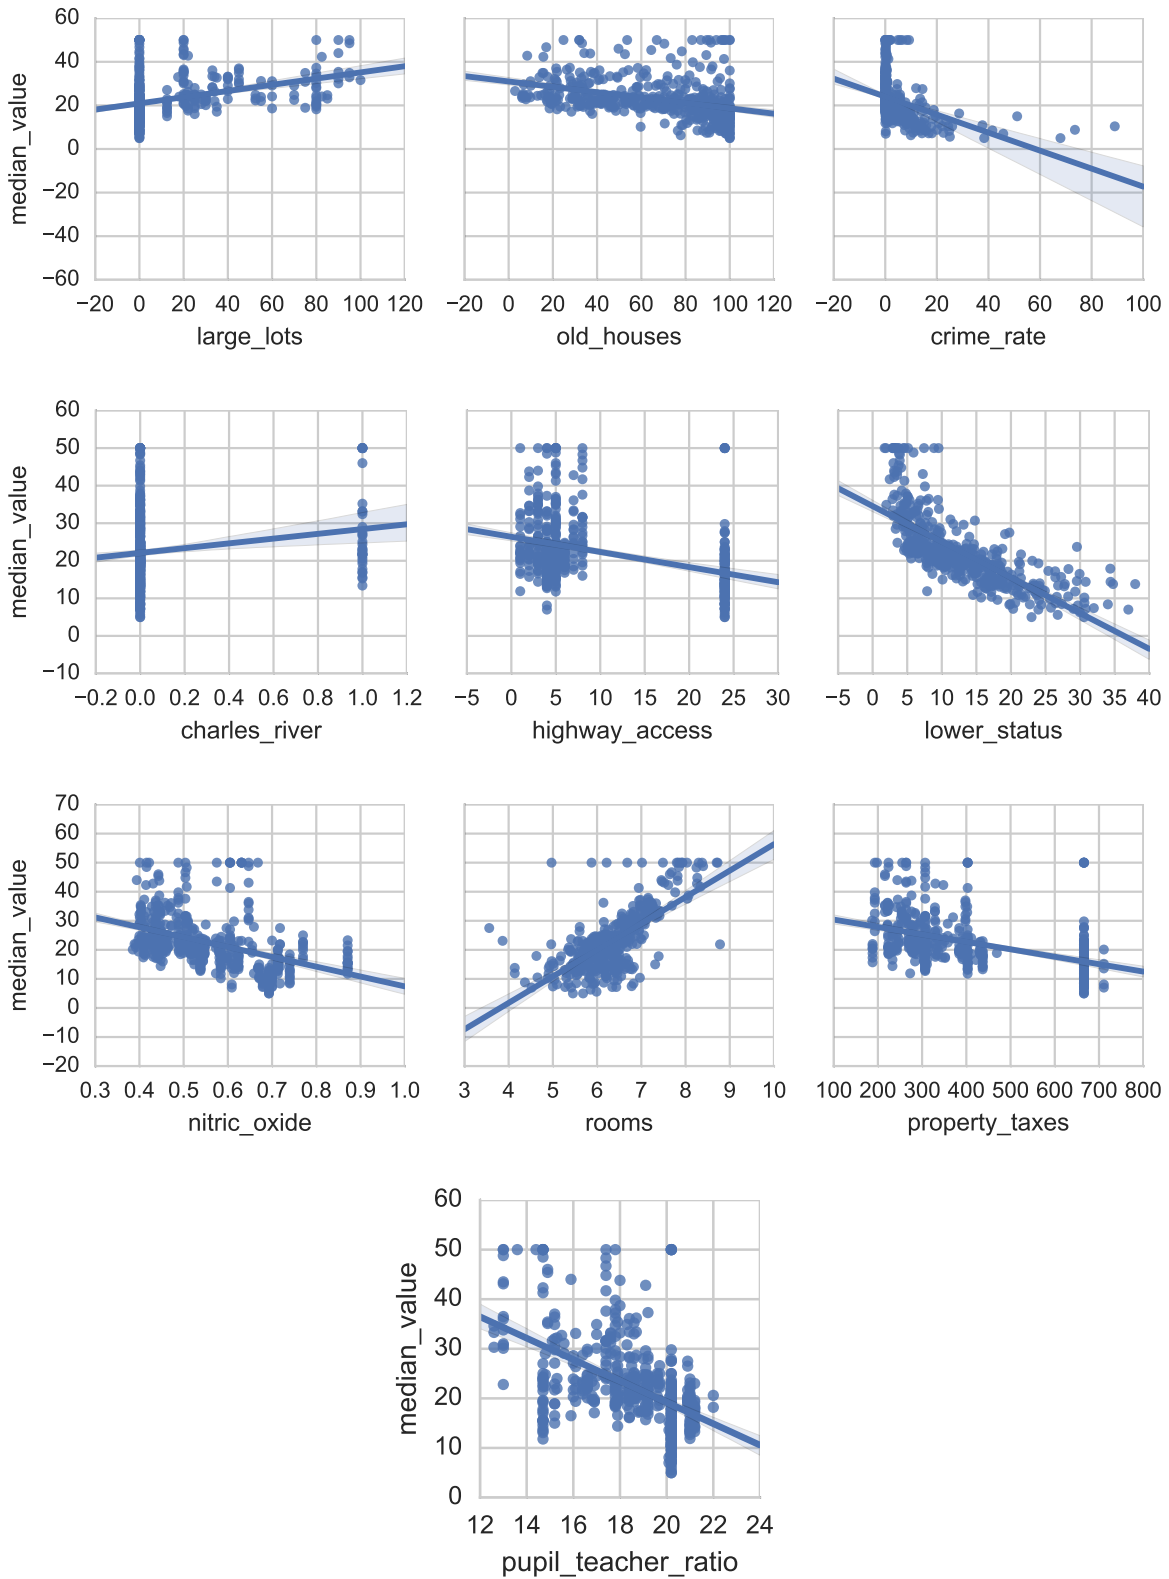 60
40
20
0
−20
−40
−60
median_value
−20 0 20 40 60 80 100 120
large_lots
−20 0 20 40 60 80 100 120
old_houses
−20 0 20 40 60 80 100
crime_rate
60
50
40
30
20
10
0
−10
median_value
−0.2 0.0 0.2 0.4 0.6 0.8 1.0 1.2
charles_river
−5 0 5 10 15 20 25 30
highway_access
−5 0 5 10 15 20 25 30 35 40
lower_status
70
60
50
40
30
20
10
0
−10
−20
median_value
0.3 0.4 0.5 0.6 0.7 0.8 0.9 1.0
nitric_oxide
3 4 5 6 7 8 9 10
rooms
100 200 300 400 500 600 700 800
property_taxes
60
50
40
30
20
10
0
median_value
12 14 16 18 20 22 24
pupil_teacher_ratio